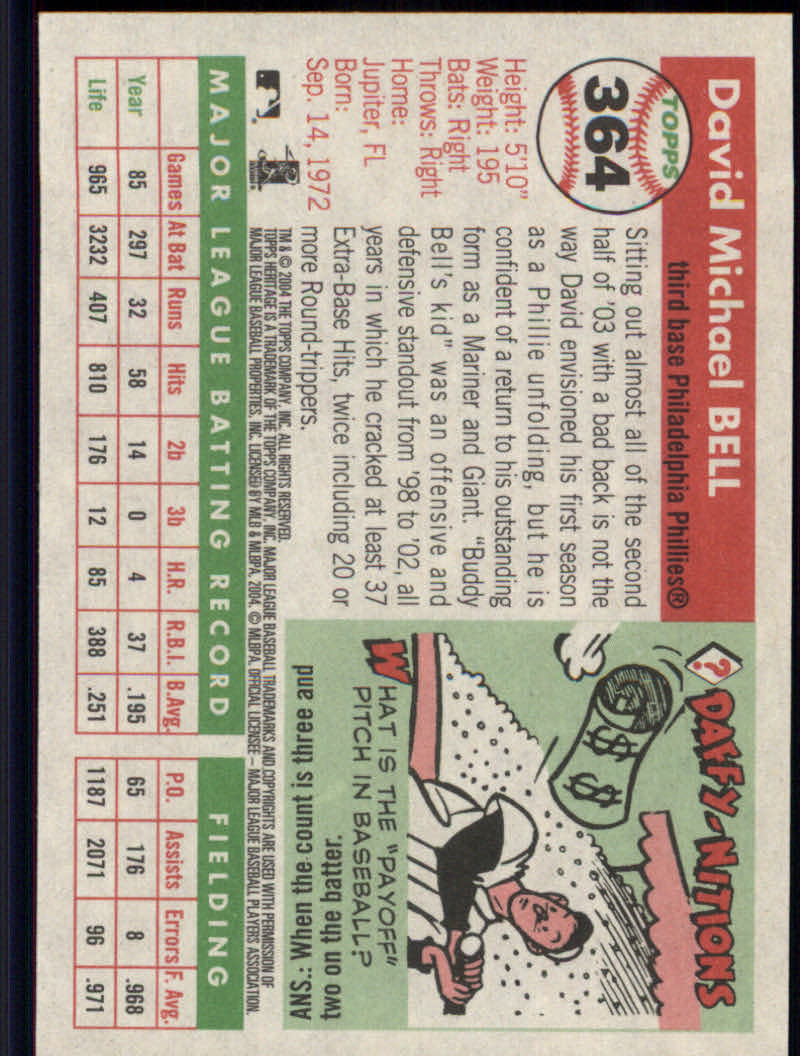 David Michael BELL
third base Philadelphia Phillies®
TOPPS
364
Height: 5'10"
Weight: 195
Bats: Right
Throws: Right
Home:
Jupiter, FL
Born:
Sep. 14, 1972
Sitting out almost all of the second
half of '03 with a bad back is not the
way David envisioned his first season
as a Phillie unfolding, but he is
confident of a return to his outstanding
form as a Mariner and Giant. "Buddy
Bell's kid" was an offensive and
defensive standout from '98 to '02, all
years in which he cracked at least 37
Extra-Base Hits, twice including 20 or
more Round-trippers.
TM & © 2004 THE TOPPS COMPANY, INC. ALL RIGHTS RESERVED.
TOPPS HERITAGE IS A TRADEMARK OF THE TOPPS COMPANY, INC. MAJOR LEAGUE BASEBALL TRADEMARKS AND COPYRIGHTS ARE USED WITH PERMISSION OF
MAJOR LEAGUE BASEBALL PROPERTIES, INC. LICENSED BY MLB & MLBPA, 2004. © MLBPA. OFFICIAL LICENSEE – MAJOR LEAGUE BASEBALL PLAYERS ASSOCIATION.
? DAFFY-NITIONS
$ $
WHAT IS THE "PAYOFF"
PITCH IN BASEBALL?
ANS.: When the count is three and
two on the batter.
MAJOR LEAGUE BATTING RECORD
Games At Bat Runs Hits 2b 3b H.R. R.B.I. B.Avg.
Year 85 297 32 58 14 0 4 37 .195
Life 965 3232 407 810 176 12 85 388 .251
FIELDING
P.O. Assists Errors F. Avg.
65 176 8 .968
1187 2071 96 .971